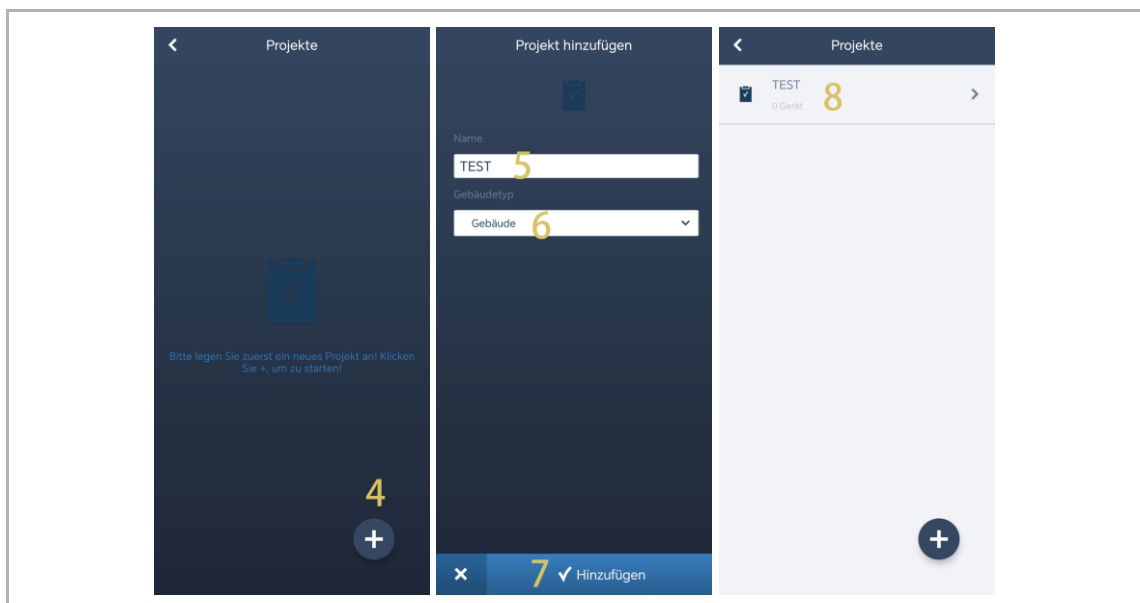 Projekte
Bitte legen Sie zuerst ein neues Projekt an! Klicken
Sie +, um zu starten!
4
Projekt hinzufügen
Name
TEST 5
Gebäudetyp
Gebäude 6
7 Hinzufügen
Projekte
TEST
0 Gerät
8